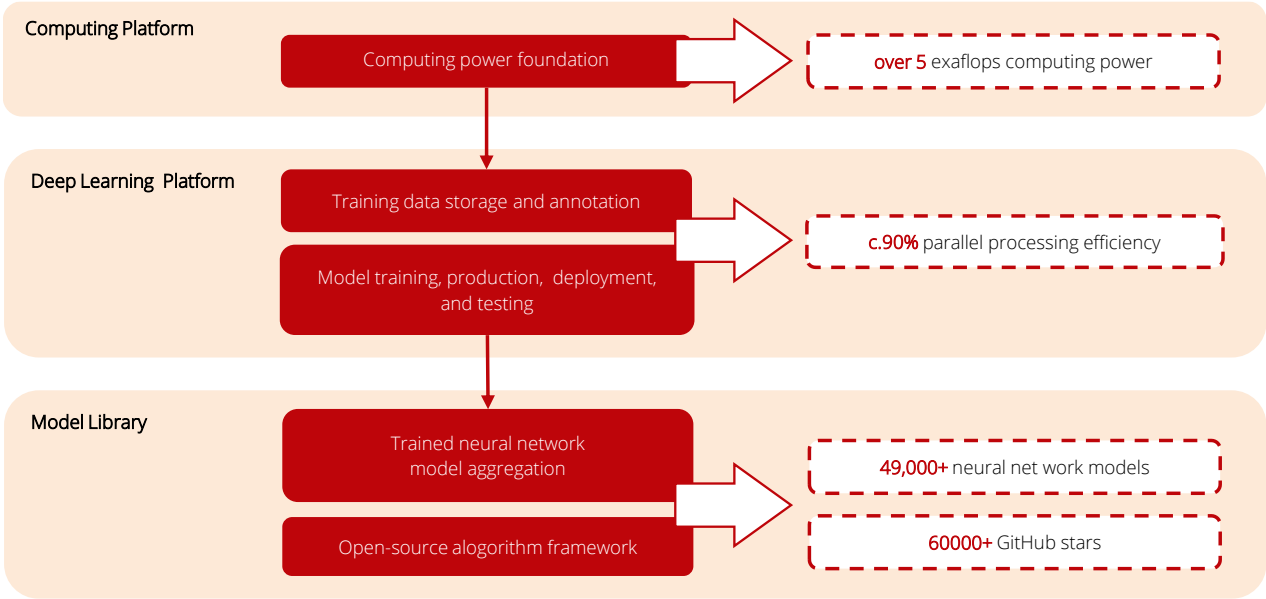 Computing Platform
Computing power foundation
over 5 exaflops computing power
Deep Learning Platform
Training data storage and annotation
c.90% parallel processing efficiency
Model training, production, deployment,
and testing
Model Library
Trained neural network
model aggregation
49,000+ neural net work models
Open-source alogorithm framework
60000+ GitHub stars